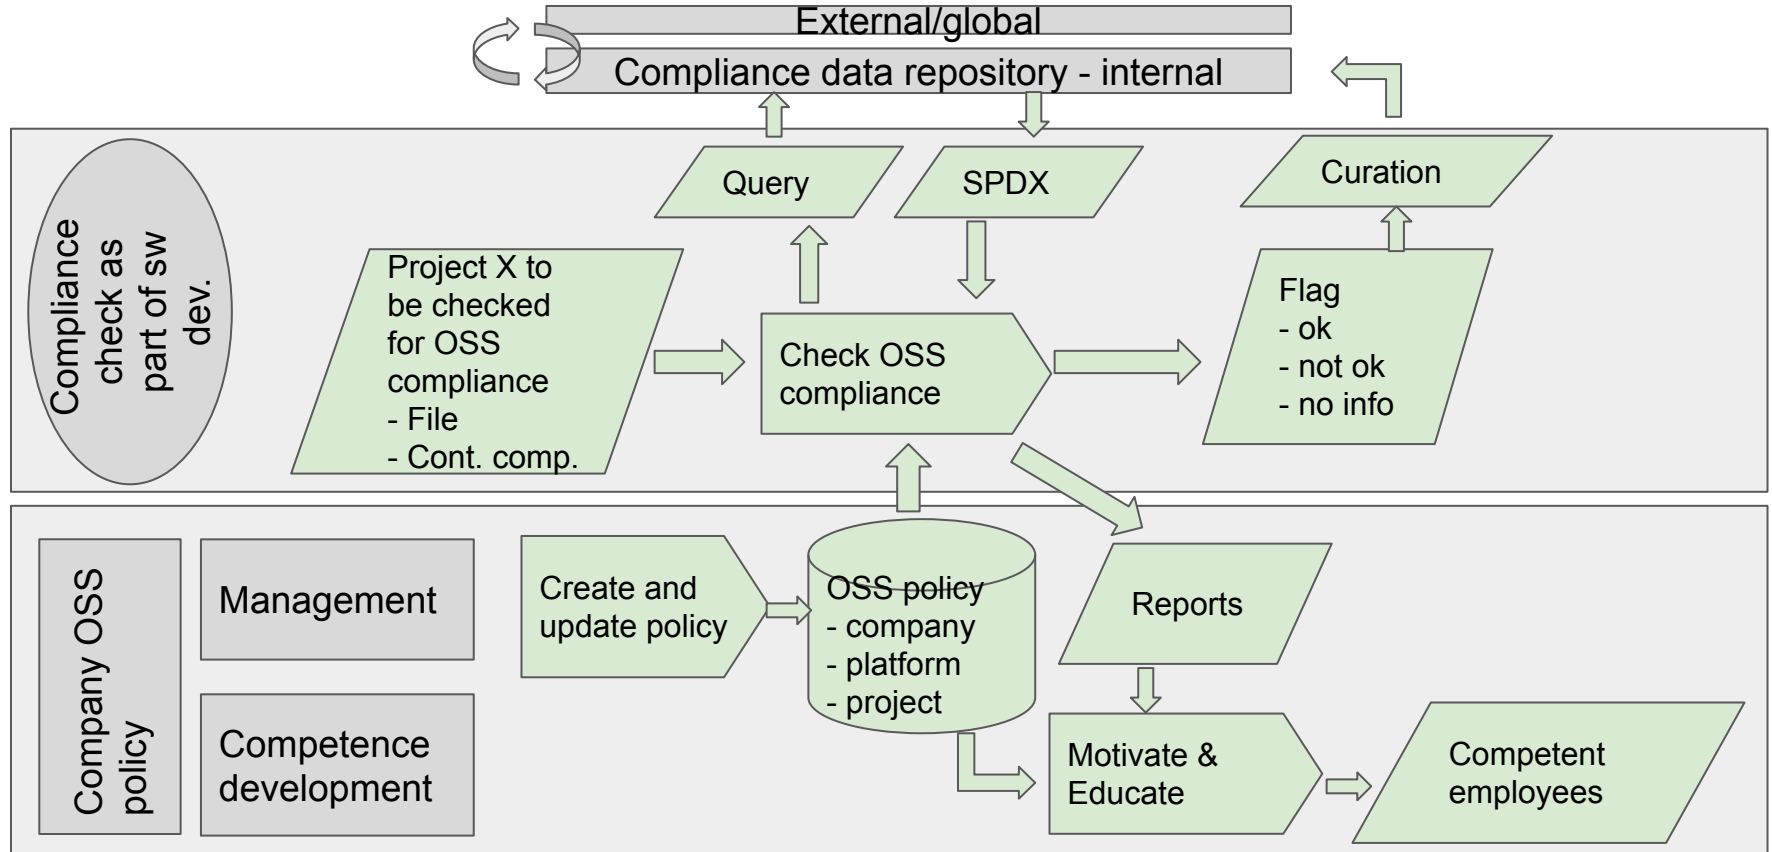 External/global
Compliance data repository - internal
Compliance
check as
part of sw
dev.
Query
SPDX
Curation
Project X to
be checked
for OSS
compliance
- File
- Cont. comp.
Check OSS
compliance
Flag
- ok
- not ok
- no info
Company OSS
policy
Management
Competence
development
Create and
update policy
OSS policy
- company
- platform
- project
Reports
Motivate &
Educate
Competent
employees